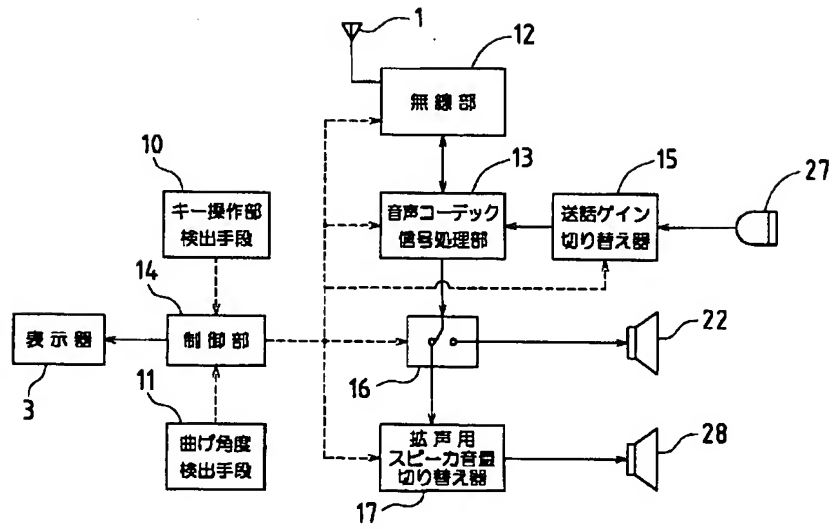 1
12
無線部
10
キー操作部
検出手段
13
音声コーデック
信号処理部
15
送話ゲイン
切り替え器
27
14
制御部
表示器
3
16
22
11
曲げ角度
検出手段
拡声用
スピーカ音量
切り替え器
17
28